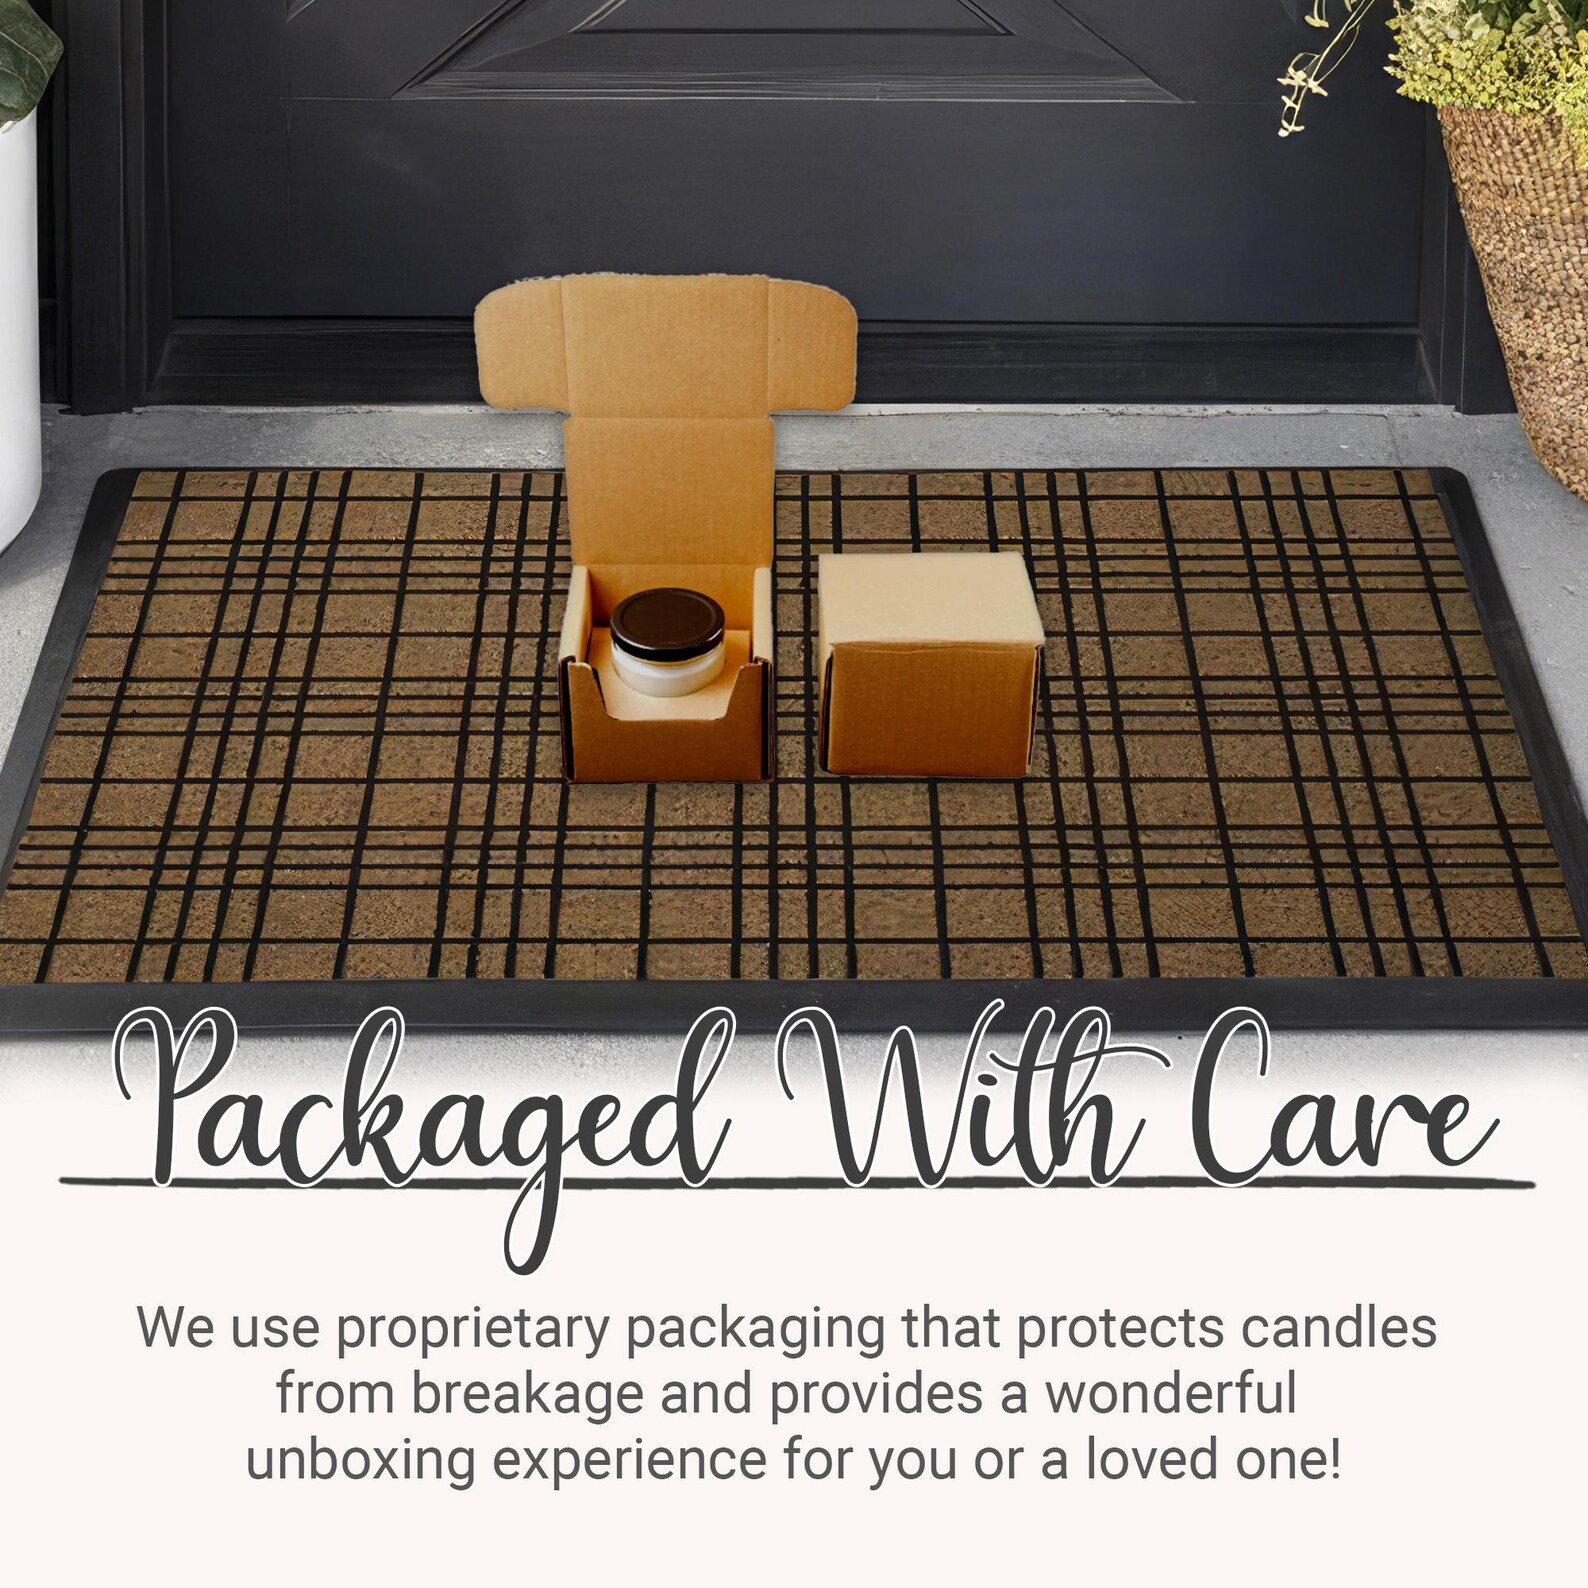 Packaged With Care
We use proprietary packaging that protects candles
from breakage and provides a wonderful
unboxing experience for you or a loved one!